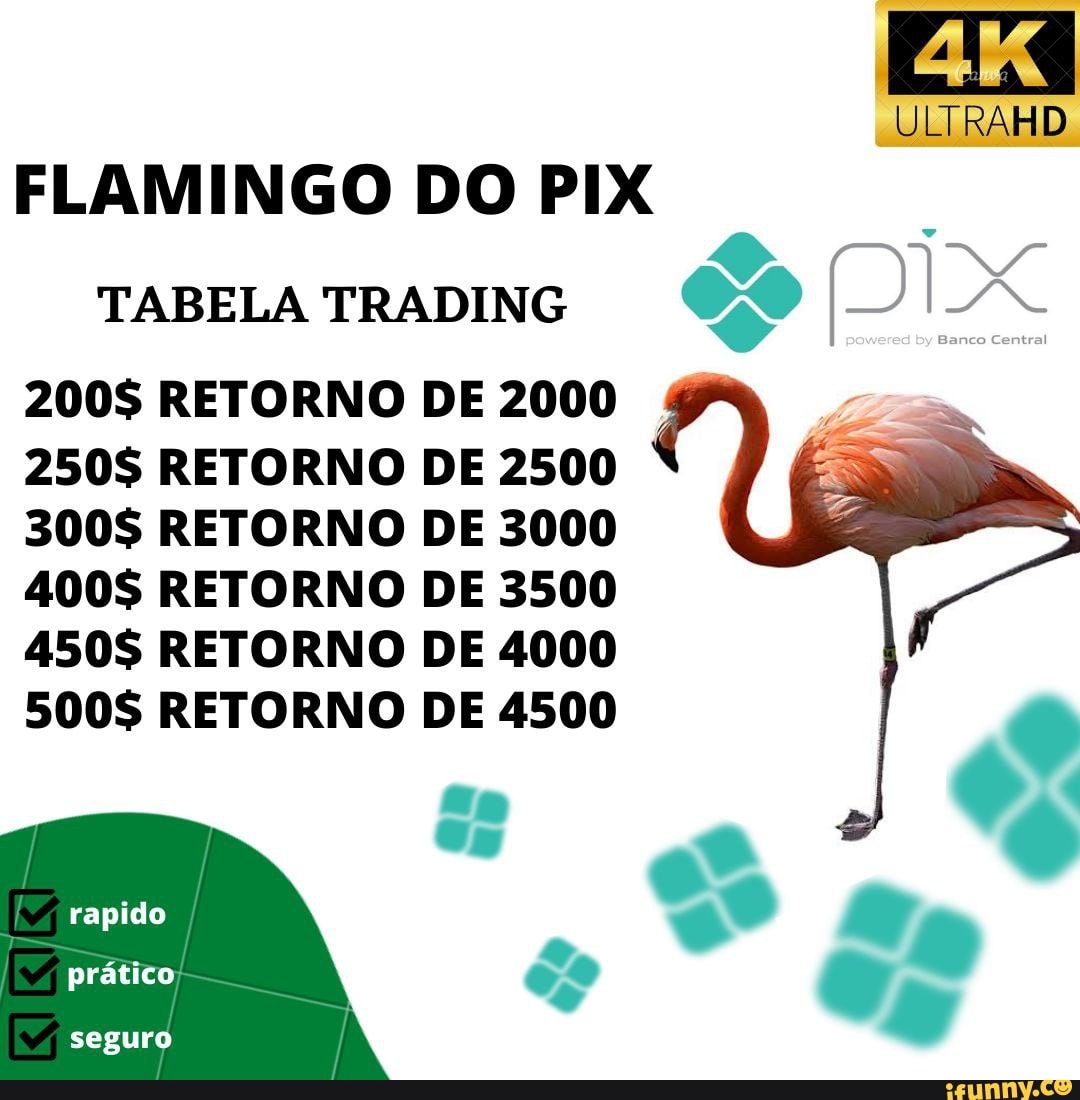 4K
Canva
ULTRAHD
FLAMINGO DO PIX
pix
powered by Banco Central
TABELA TRADING
200$ RETORNO DE 2000
250$ RETORNO DE 2500
300$ RETORNO DE 3000
400$ RETORNO DE 3500
450$ RETORNO DE 4000
500$ RETORNO DE 4500
rapido
prático
seguro
ifunny.co